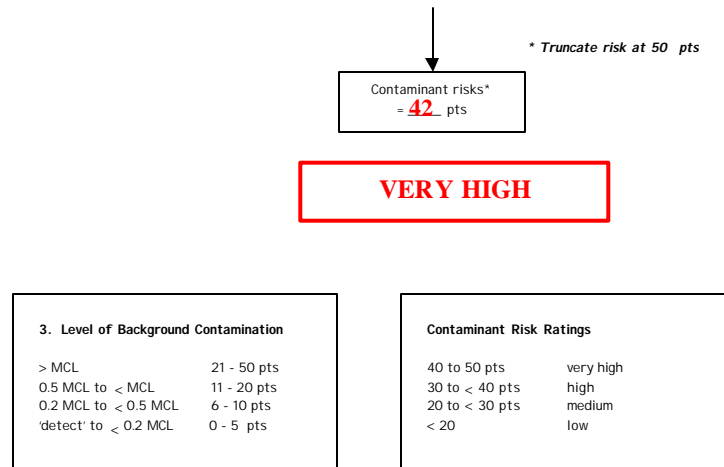 * Truncate risk at 50 pts
Contaminant risks*
= 42 pts
VERY HIGH
3. Level of Background Contamination
> MCL 21 - 50 pts
0.5 MCL to < MCL 11 - 20 pts
0.2 MCL to < 0.5 MCL 6 - 10 pts
'detect' to < 0.2 MCL 0 - 5 pts
Contaminant Risk Ratings
40 to 50 pts very high
30 to < 40 pts high
20 to < 30 pts medium
< 20 low